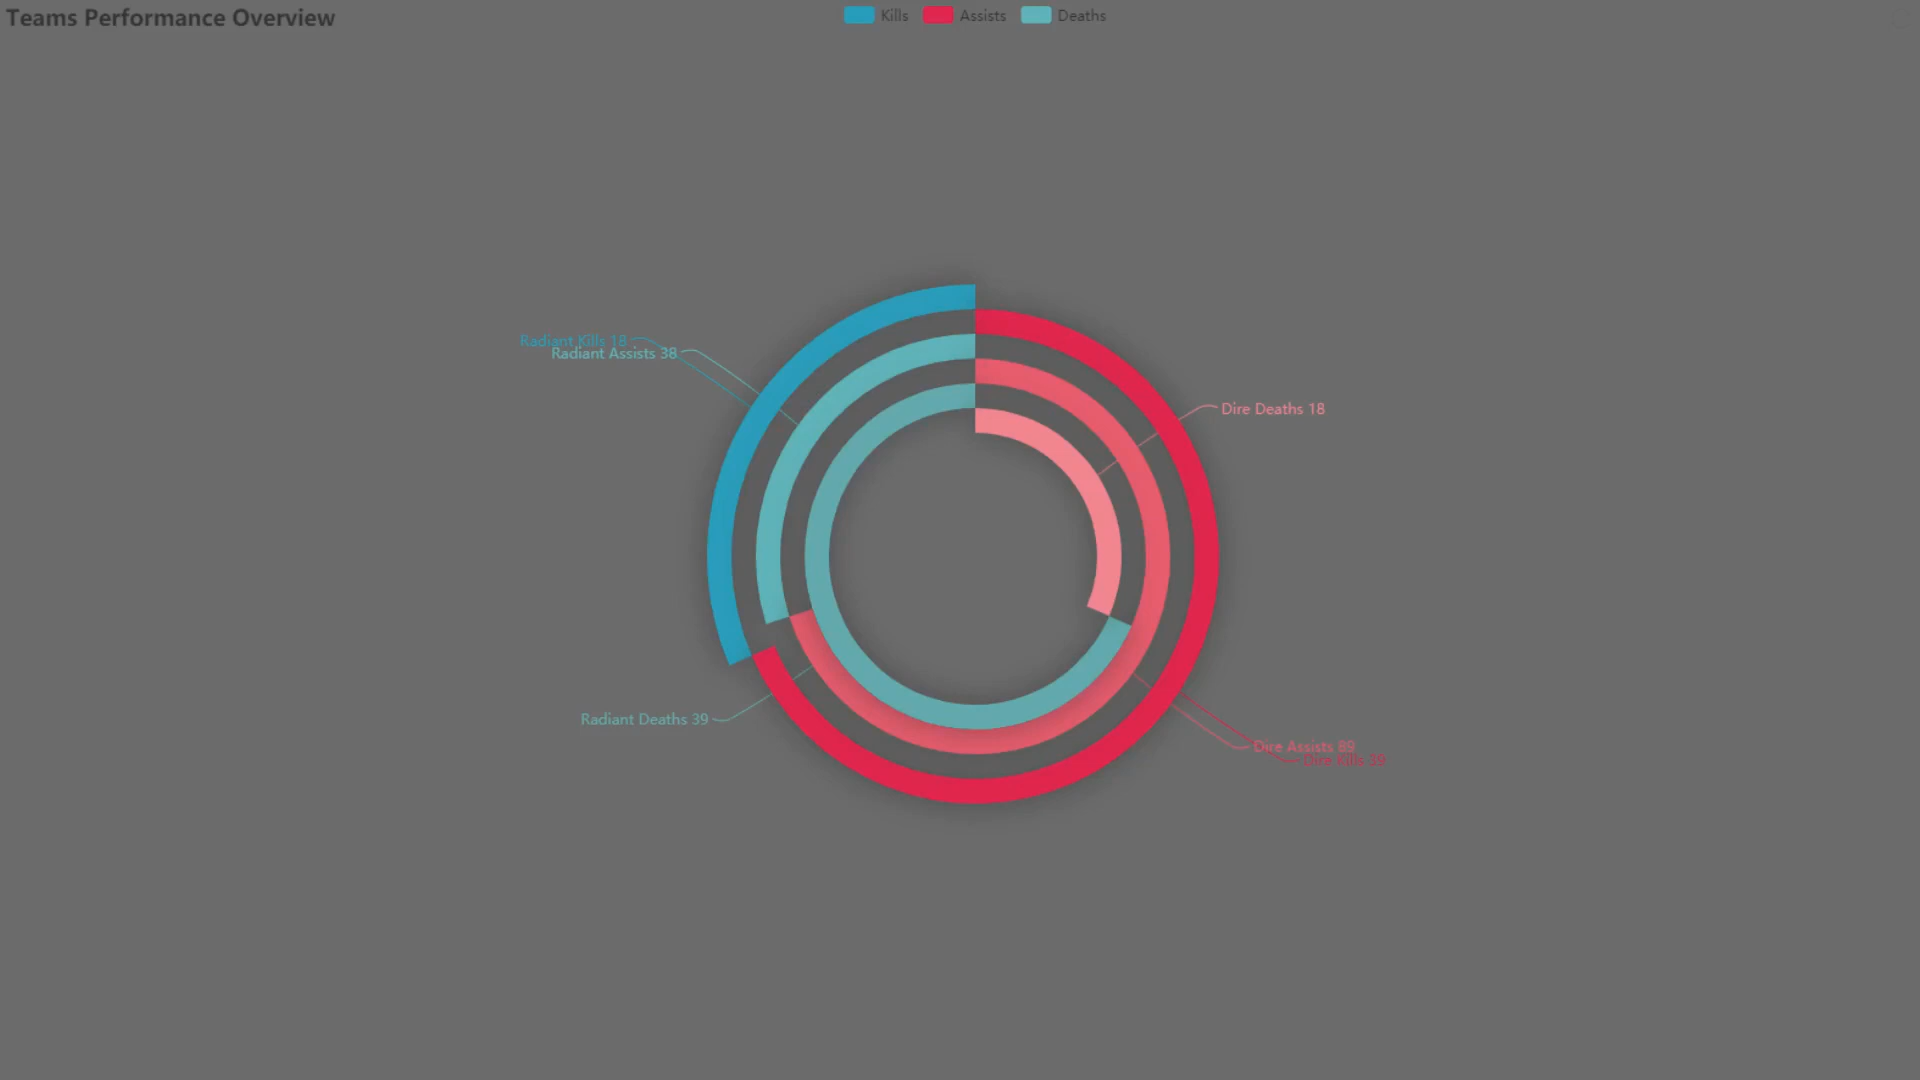 Teams Performance Overview
Kills
Assists
Deaths
Radiant Kills 18
Radiant Assists 38
Dire Deaths 18
Radiant Deaths 39
Dire Assists 89
Dire Kills 39